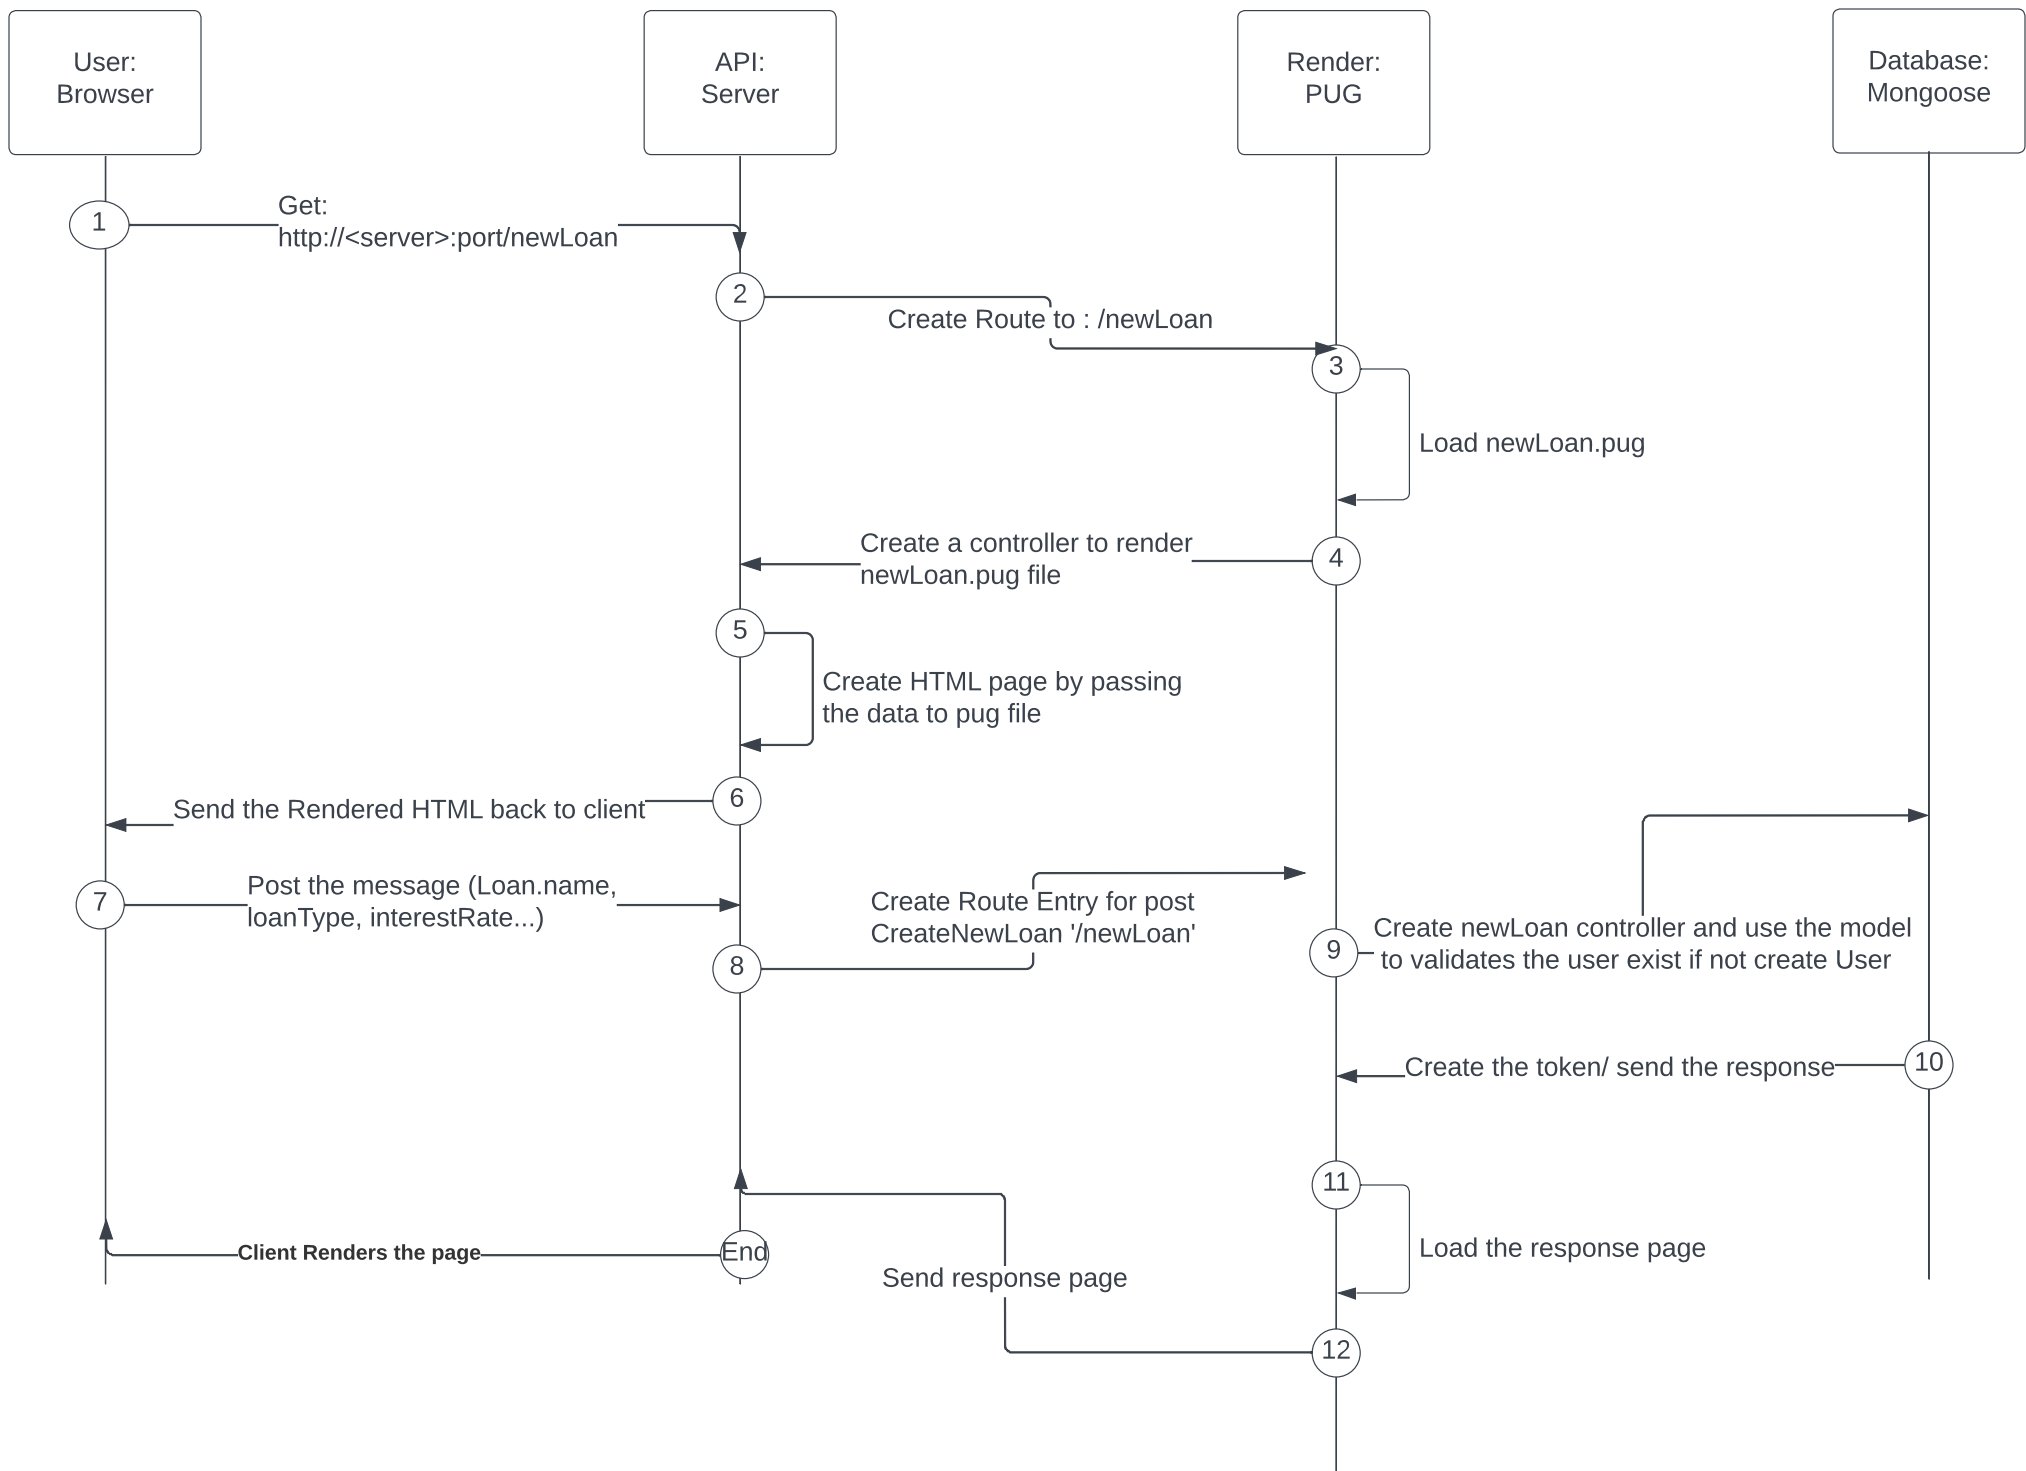 User:
Browser
API:
Server
Render:
PUG
Database:
Mongoose
1
Get:
http://<server>:port/newLoan
2
Create Route to : /newLoan
3
Load newLoan.pug
Create a controller to render
newLoan.pug file
4
5
Create HTML page by passing
the data to pug file
Send the Rendered HTML back to client
6
7
Post the message (Loan.name,
loanType, interestRate...)
Create Route Entry for post
CreateNewLoan '/newLoan'
8
9
Create newLoan controller and use the model
to validates the user exist if not create User
Create the token/ send the response
10
11
Load the response page
Client Renders the page
End
Send response page
12